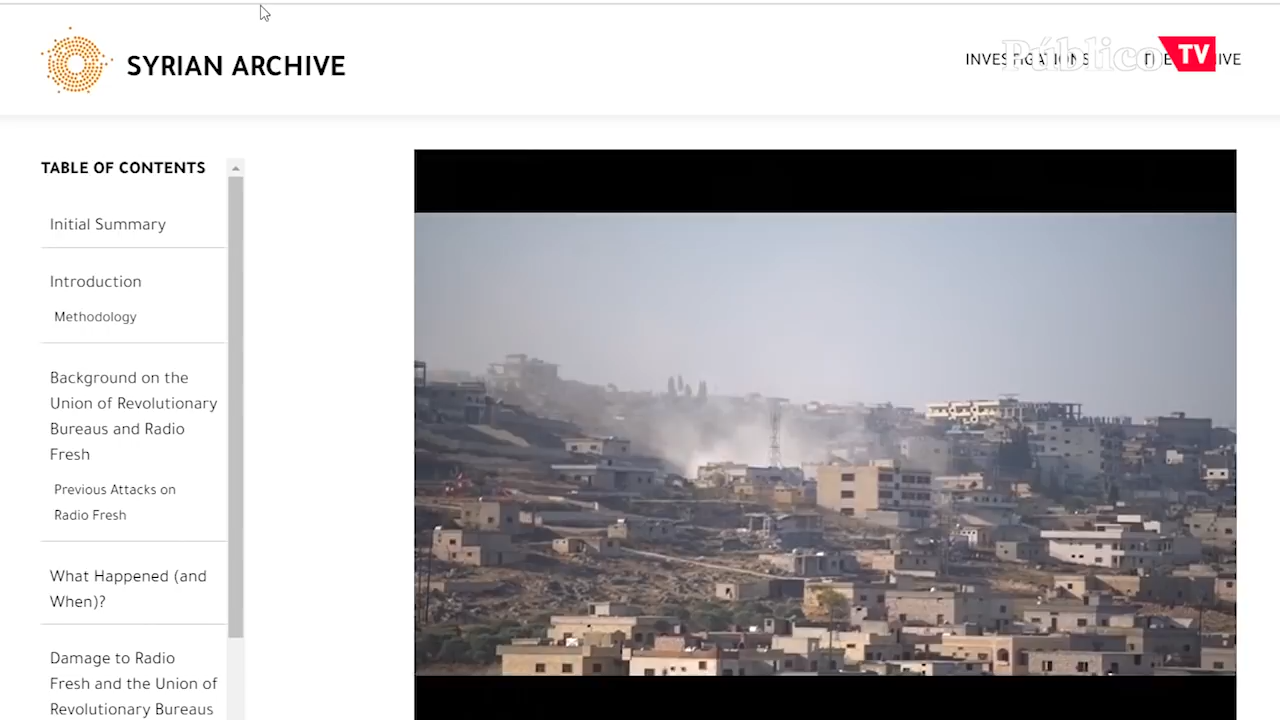 SYRIAN ARCHIVE
INVESTIGATIONS
Público TV
TABLE OF CONTENTS
Initial Summary
Introduction
Methodology
Background on the
Union of Revolutionary
Bureaus and Radio
Fresh
Previous Attacks on
Radio Fresh
What Happened (and
When)?
Damage to Radio
Fresh and the Union of
Revolutionary Bureaus